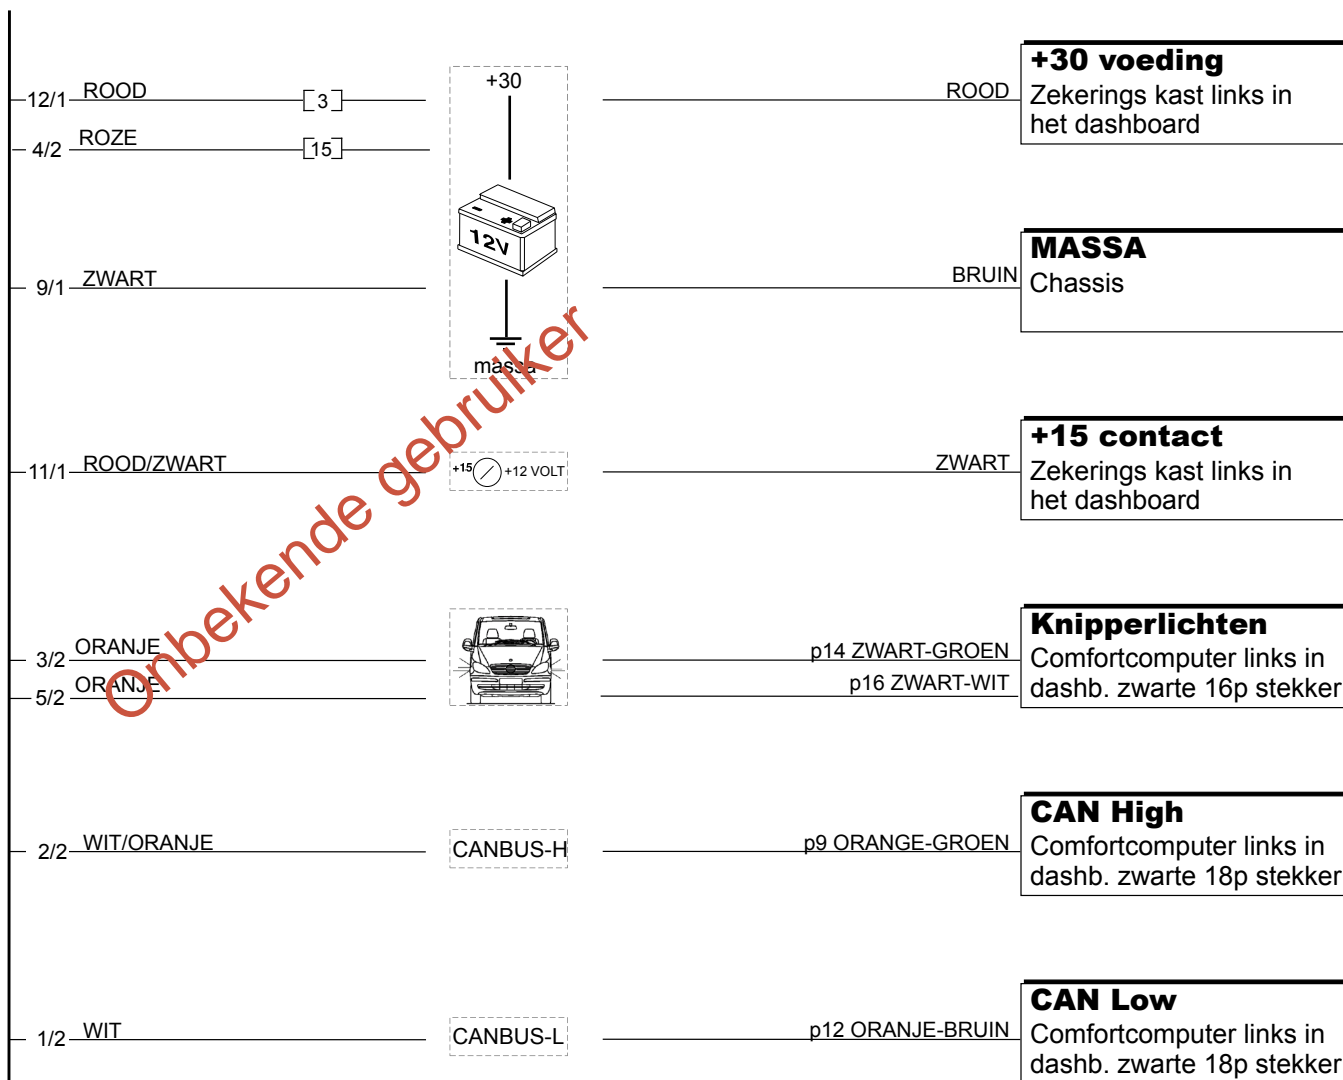 12/1 ROOD [3] +30 ROOD
+30 voeding
Zekerings kast links in
het dashboard
4/2 ROZE [15]
12V
9/1 ZWART BRUIN
MASSA
Chassis
massa
11/1 ROOD/ZWART +15 +12 VOLT ZWART
+15 contact
Zekerings kast links in
het dashboard
Onbekende gebruiker
3/2 ORANJE p14 ZWART-GROEN
5/2 ORANJE p16 ZWART-WIT
Knipperlichten
Comfortcomputer links in
dashb. zwarte 16p stekker
2/2 WIT/ORANJE CANBUS-H p9 ORANGE-GROEN
CAN High
Comfortcomputer links in
dashb. zwarte 18p stekker
1/2 WIT CANBUS-L p12 ORANJE-BRUIN
CAN Low
Comfortcomputer links in
dashb. zwarte 18p stekker